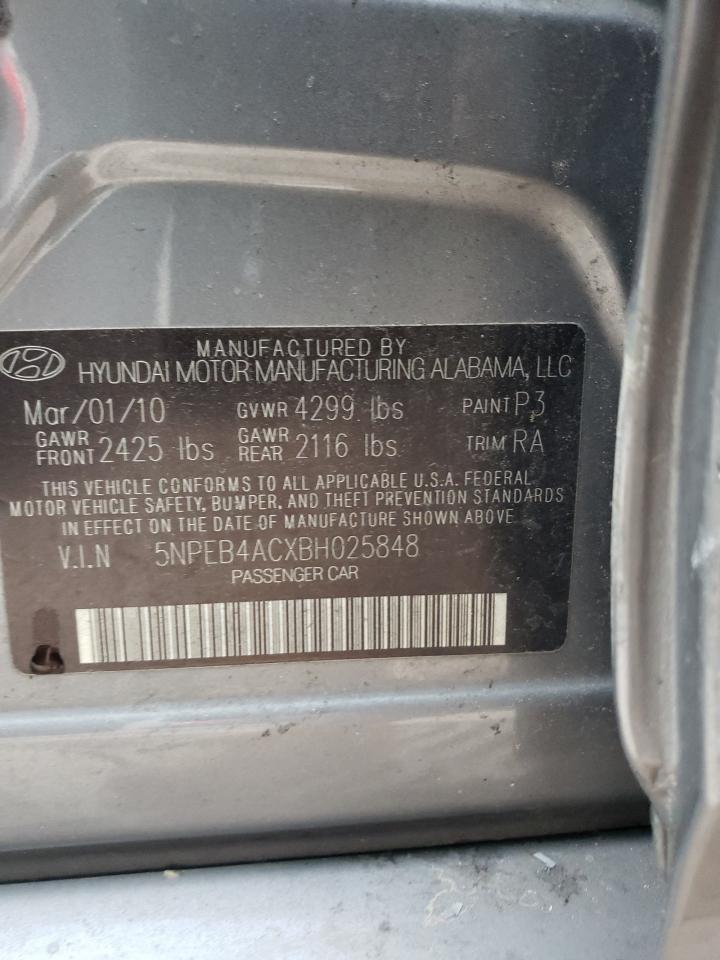 MANUFACTURED BY
HYUNDAI MOTOR MANUFACTURING ALABAMA, LLC
Mar/01/10 GVWR 4299 lbs PAINT P3
GAWR FRONT 2425 lbs GAWR REAR 2116 lbs TRIM RA
THIS VEHICLE CONFORMS TO ALL APPLICABLE U.S.A. FEDERAL
MOTOR VEHICLE SAFETY, BUMPER, AND THEFT PREVENTION STANDARDS
IN EFFECT ON THE DATE OF MANUFACTURE SHOWN ABOVE
V.I.N 5NPEB4ACXBH025848
PASSENGER CAR